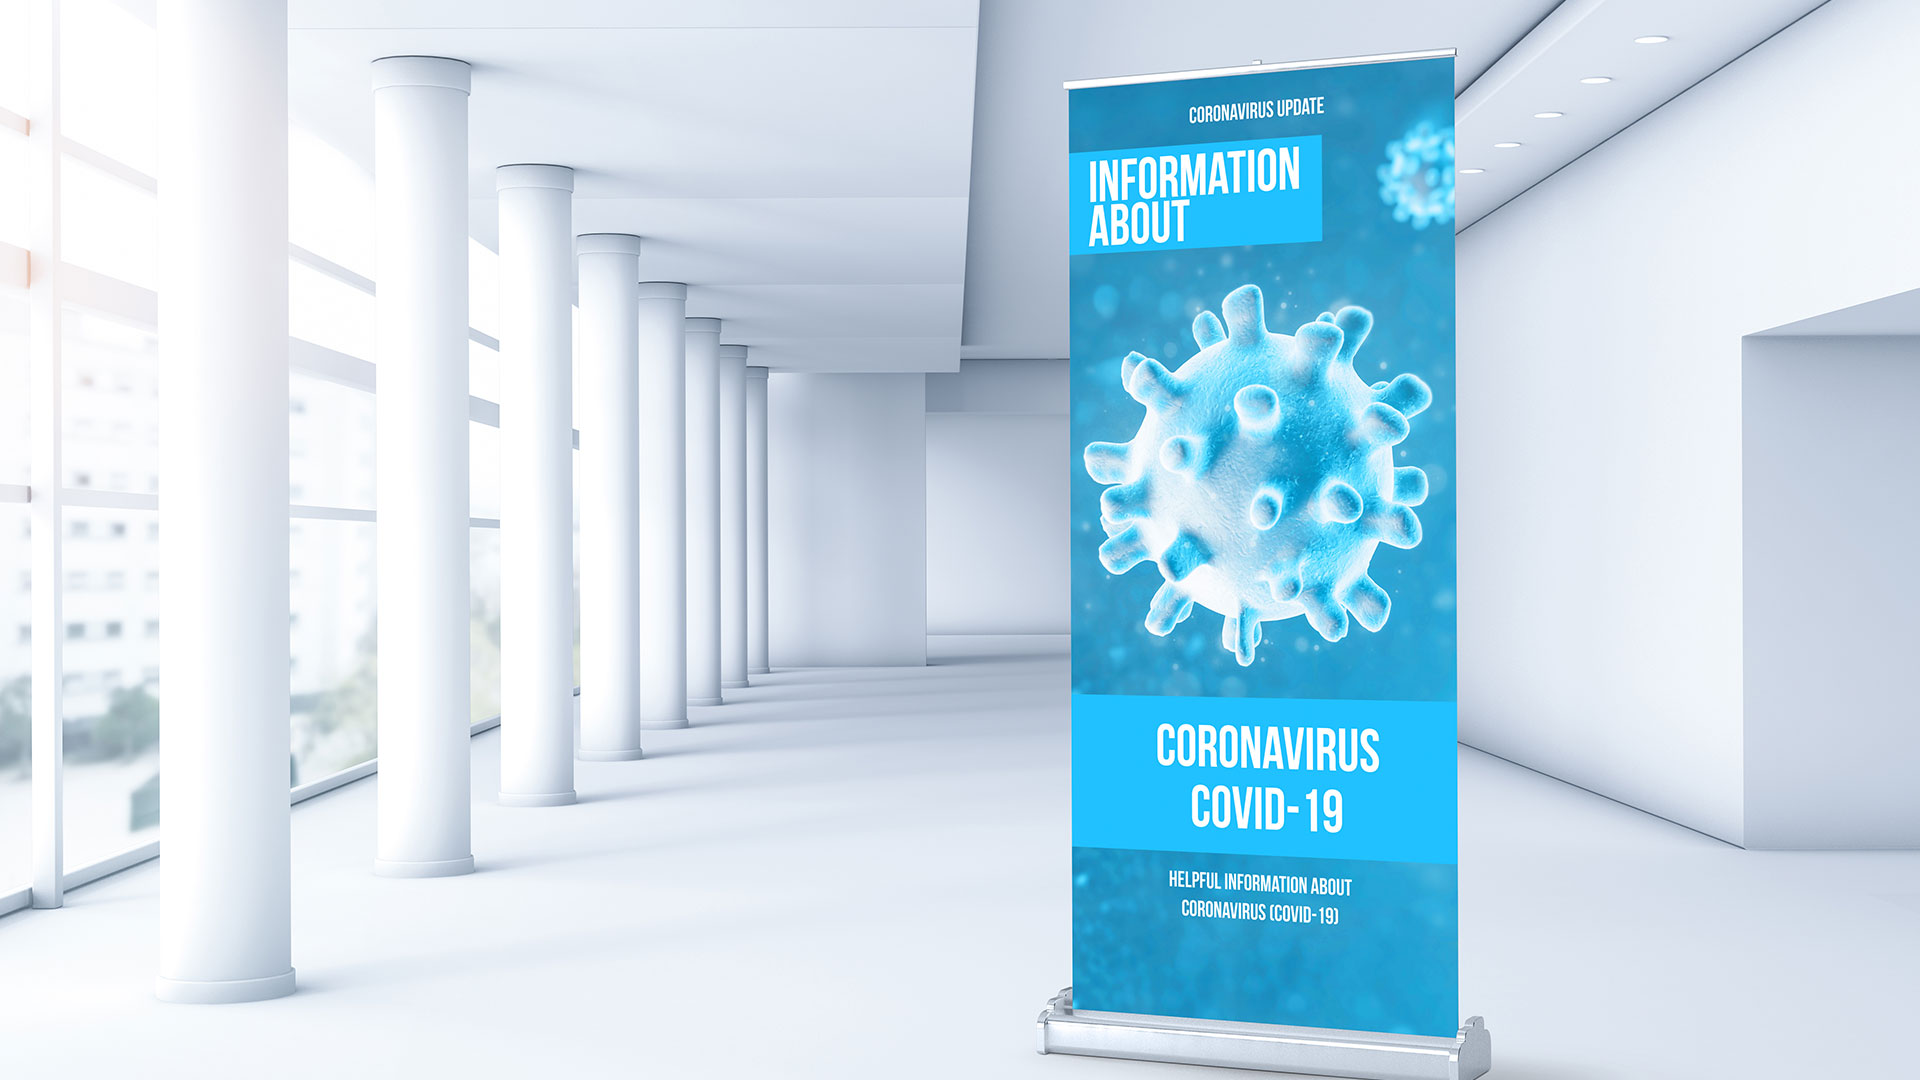 CORONAVIRUS UPDATE
INFORMATION
ABOUT
CORONAVIRUS
COVID-19
HELPFUL INFORMATION ABOUT
CORONAVIRUS (COVID-19)